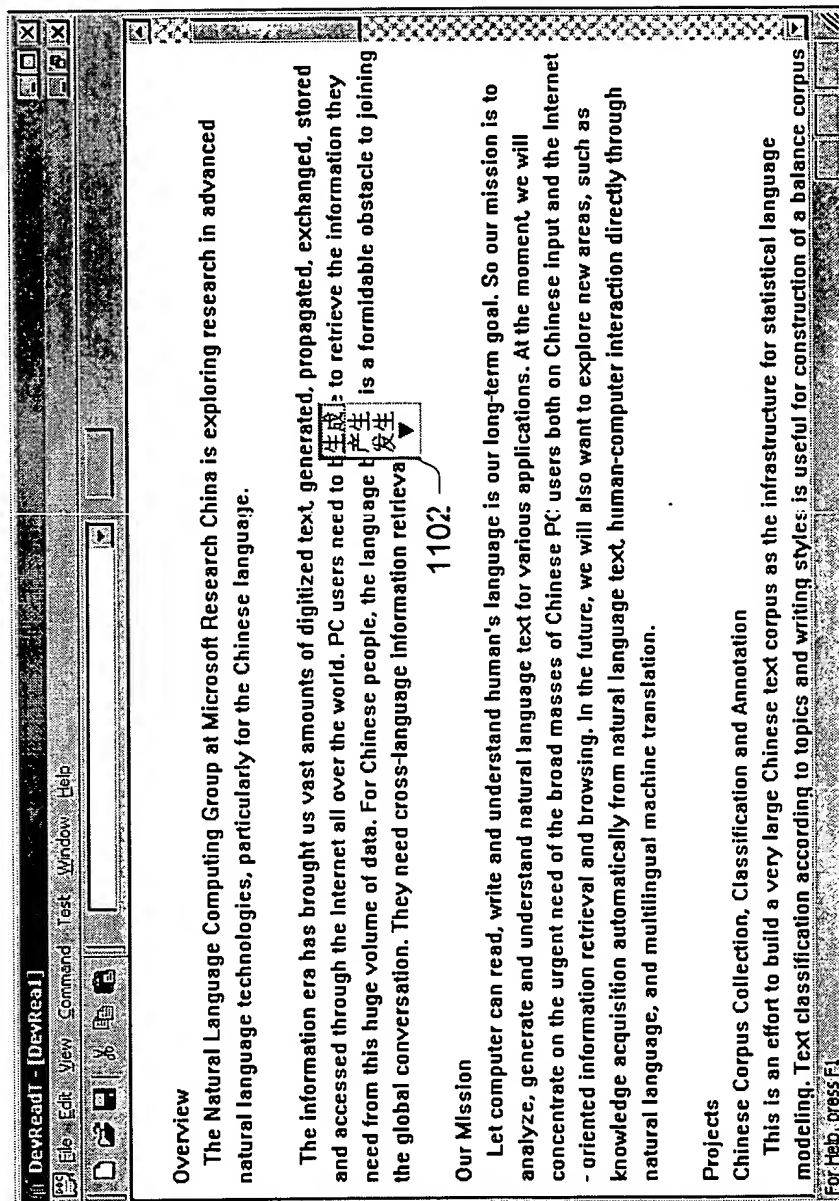 DevReadT - [DevRea1]
File Edit View Command Test Window Help
Overview
The Natural Language Computing Group at Microsoft Research China is exploring research in advanced
natural language technologies, particularly for the Chinese language.
The information era has brought us vast amounts of digitized text, generated, propagated, exchanged, stored
and accessed through the Internet all over the world. PC users need to b e to retrieve the information they
need from this huge volume of data. For Chinese people, the language b is a formidable obstacle to joining
the global conversation. They need cross-language information retrieva
生成
产生
发生
1102
Our Mission
Let computer can read, write and understand human's language is our long-term goal. So our mission is to
analyze, generate and understand natural language text for various applications. At the moment, we will
concentrate on the urgent need of the broad masses of Chinese PC users both on Chinese input and the Internet
- oriented information retrieval and browsing. In the future, we will also want to explore new areas, such as
knowledge acquisition automatically from natural language text, human-computer interaction directly through
natural language, and multilingual machine translation.
Projects
Chinese Corpus Collection, Classification and Annotation
This is an effort to build a very large Chinese text corpus as the infrastructure for statistical language
modeling. Text classification according to topics and writing styles is useful for construction of a balance corpus
For Help, press F1